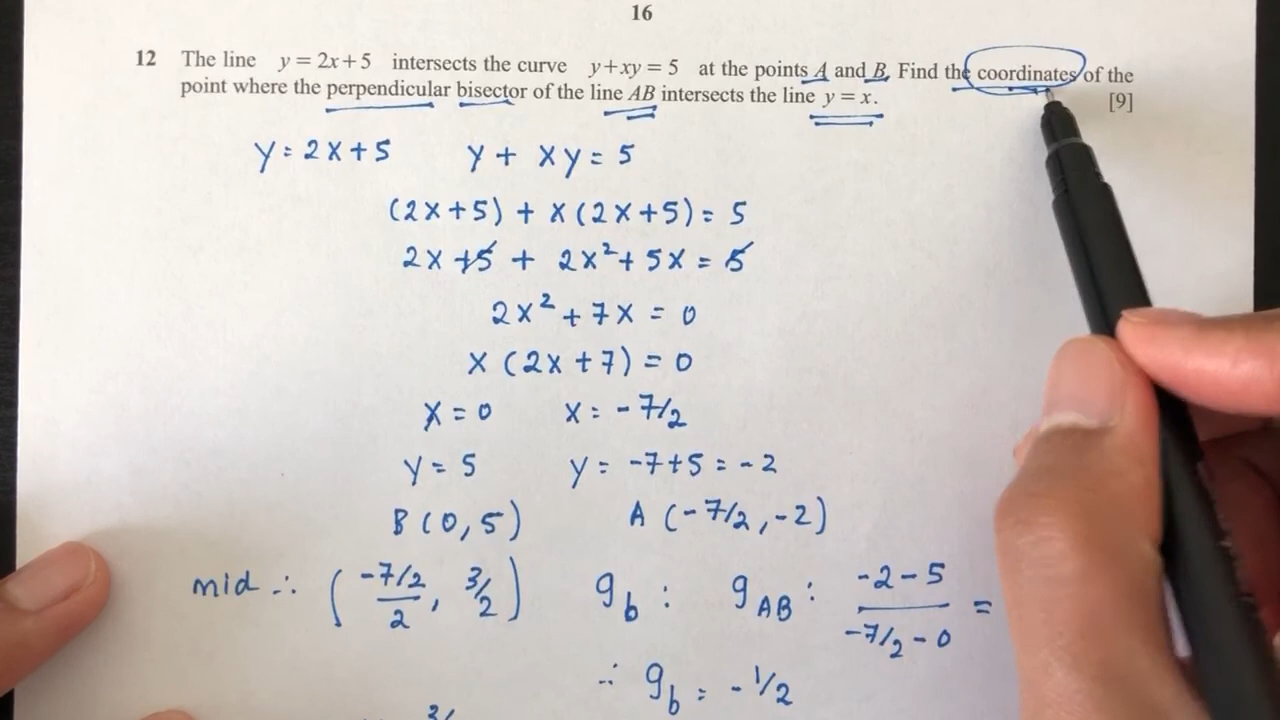 16
12 The line y = 2x + 5 intersects the curve y + xy = 5 at the points A and B. Find the coordinates of the
point where the perpendicular bisector of the line AB intersects the line y = x. [9]
y = 2x + 5 y + xy = 5
(2x + 5) + x(2x + 5) = 5
2x + 5 + 2x² + 5x = 5
2x² + 7x = 0
x(2x + 7) = 0
x = 0 x = -7/2
y = 5 y = -7 + 5 = -2
B(0, 5) A(-7/2, -2)
mid ∴ (-7/2 / 2, 3/2) g_b : g_AB : -2 - 5 / -7/2 - 0 =
∴ g_b = -1/2
3/